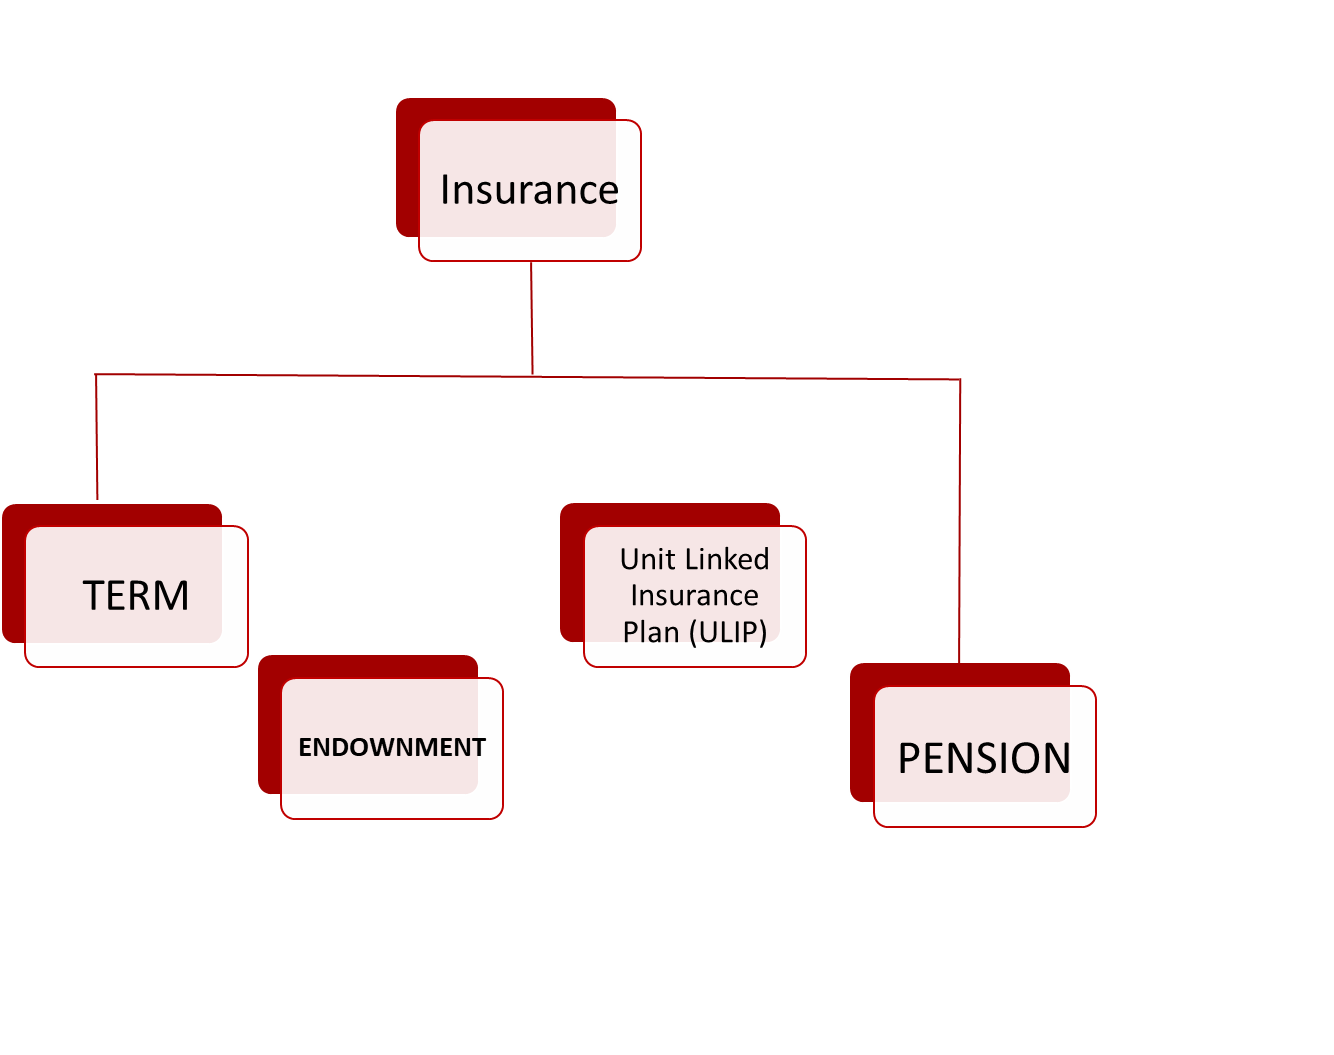 Insurance
TERM
Unit Linked
Insurance
Plan (ULIP)
ENDOWNMENT
PENSION